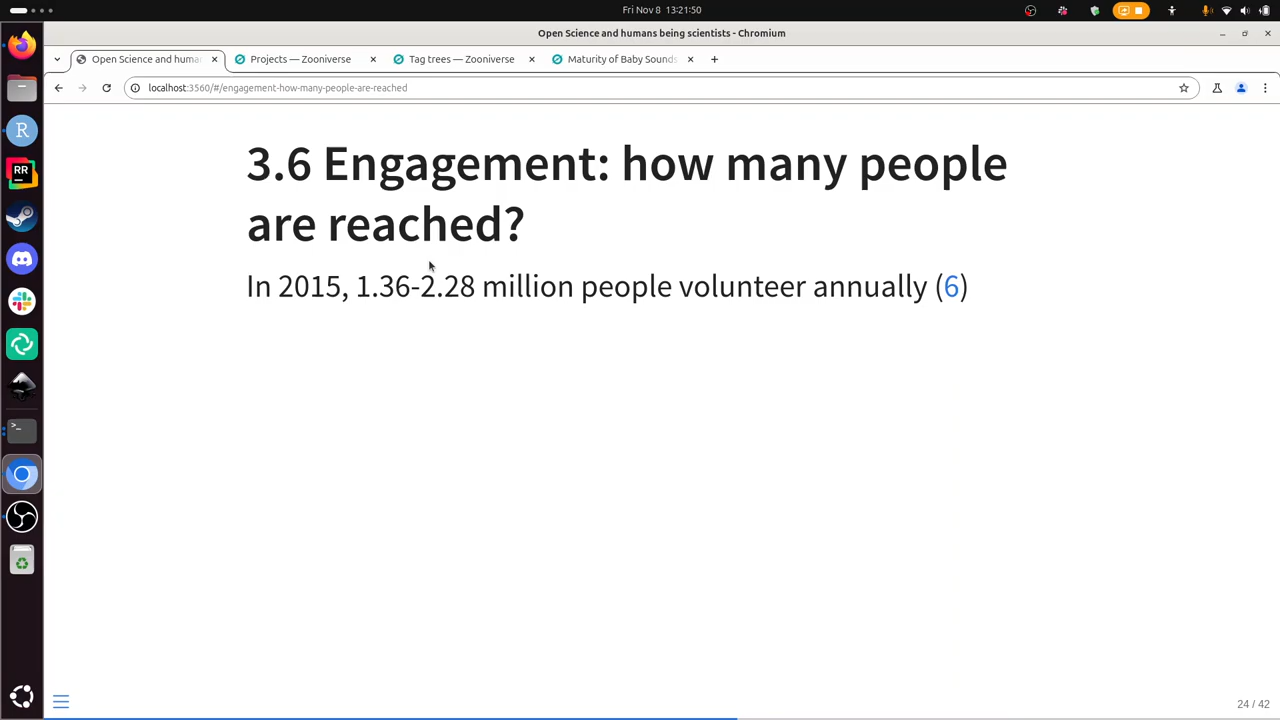 Fri Nov 8 13:21:50
Open Science and humans being scientists - Chromium
Open Science and huma
Projects — Zooniverse
Tag trees — Zooniverse
Maturity of Baby Sounds
localhost:3560/#/engagement-how-many-people-are-reached
3.6 Engagement: how many people
are reached?
In 2015, 1.36-2.28 million people volunteer annually (6)
R
RR
>_
24 / 42